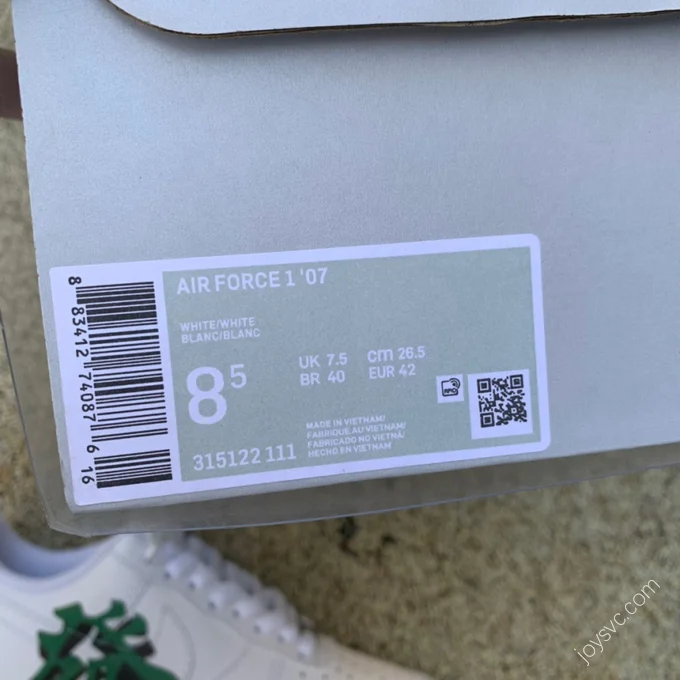 AIR FORCE 1 '07
WHITE/WHITE
BLANC/BLANC
8 5
UK 7.5 cm 26.5
BR 40 EUR 42
315122 111
MADE IN VIETNAM/
FABRIQUE AU VIETNAM/
FABRICADO NO VIETNÃ/
HECHO EN VIETNAM
8 83412 74087 6 16
發
joysvc.com